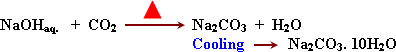 NaOHaq. + CO2 → Na2CO3 + H2O
Cooling → Na2CO3. 10H2O